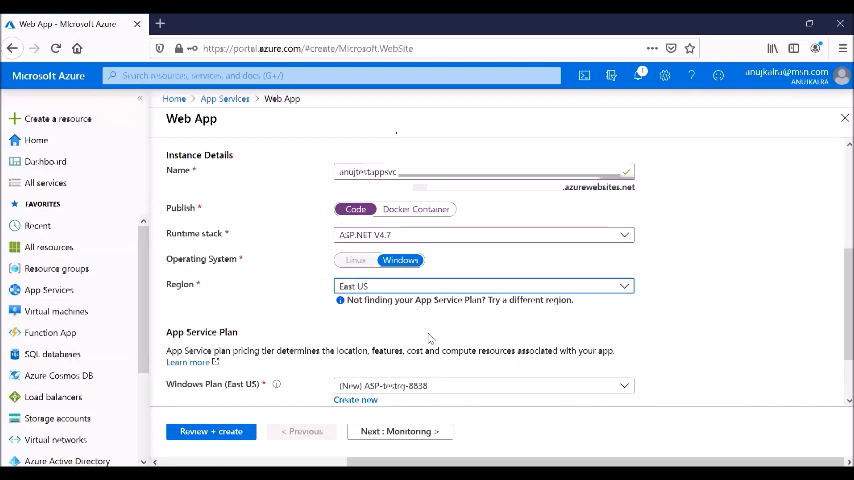 Web App - Microsoft Azure
https://portal.azure.com/#create/Microsoft.WebSite
Microsoft Azure
Search resources, services, and docs (G+/)
1
anujkalra@msn.com
ANUJKALRA
Create a resource
Home
Dashboard
All services
FAVORITES
Recent
All resources
Resource groups
App Services
Virtual machines
Function App
SQL databases
Azure Cosmos DB
Load balancers
Storage accounts
Virtual networks
Azure Active Directory
Home > App Services > Web App
Web App
Instance Details
Name *
anujtestappsvc
.azurewebsites.net
Publish *
Code
Docker Container
Runtime stack *
ASP.NET V4.7
Operating System *
Linux
Windows
Region *
East US
Not finding your App Service Plan? Try a different region.
App Service Plan
App Service plan pricing tier determines the location, features, cost and compute resources associated with your app.
Learn more
Windows Plan (East US) *
(New) ASP-testrg-8838
Create new
Review + create
< Previous
Next : Monitoring >